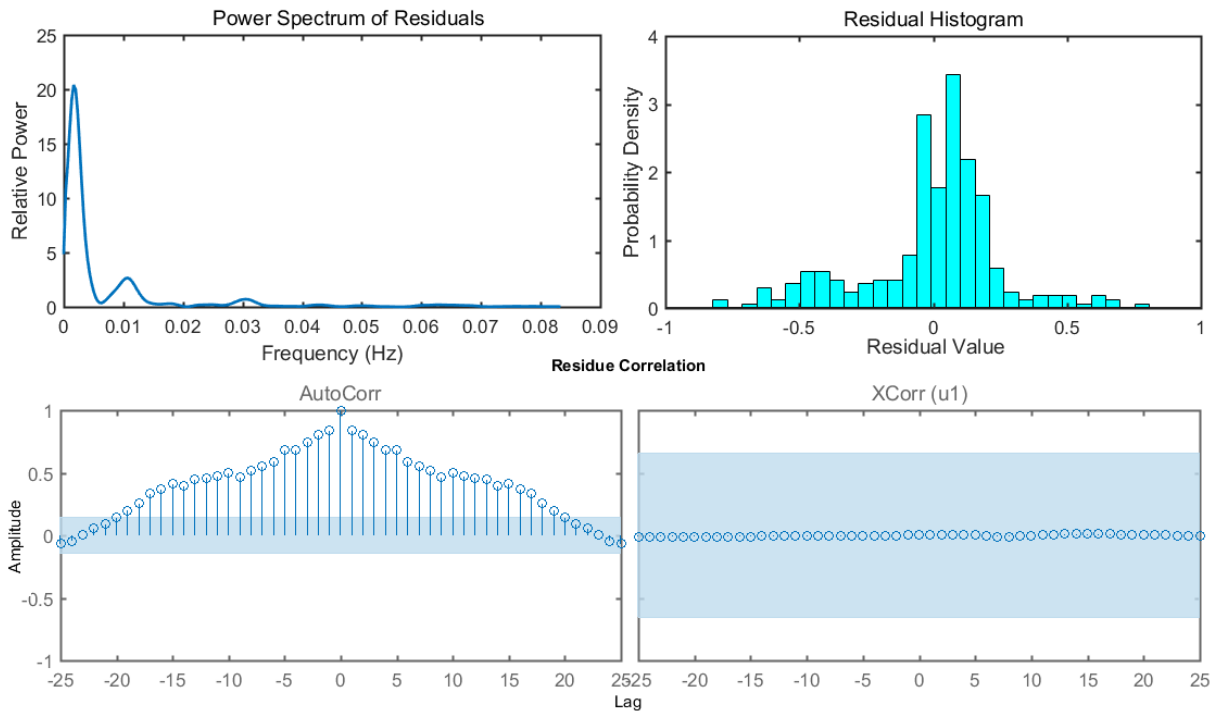 Power Spectrum of Residuals
25
20
15
10
5
0
Relative Power
0 0.01 0.02 0.03 0.04 0.05 0.06 0.07 0.08 0.09
Frequency (Hz)
Residual Histogram
4
3
2
1
0
Probability Density
-1 -0.5 0 0.5 1
Residual Value
Residue Correlation
AutoCorr
1
0.5
0
-0.5
-1
Amplitude
-25 -20 -15 -10 -5 0 5 10 15 20 25
XCorr (u1)
-25 -20 -15 -10 -5 0 5 10 15 20 25
Lag